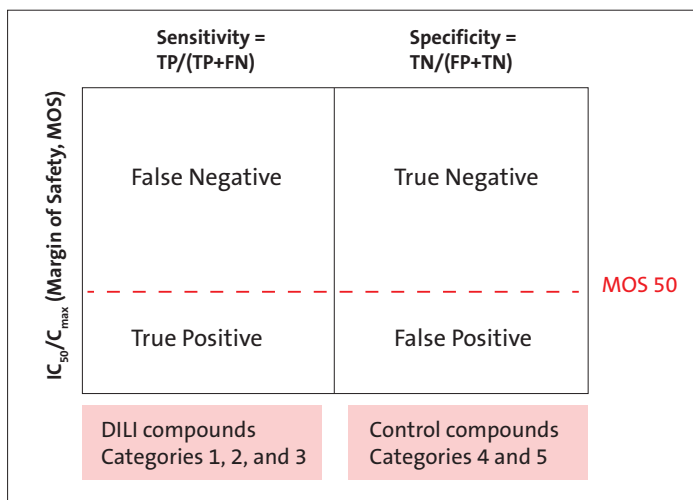 Sensitivity =
TP/(TP+FN)
Specificity =
TN/(FP+TN)
IC50/Cmax (Margin of Safety, MOS)
False Negative
True Negative
MOS 50
True Positive
False Positive
DILI compounds
Categories 1, 2, and 3
Control compounds
Categories 4 and 5